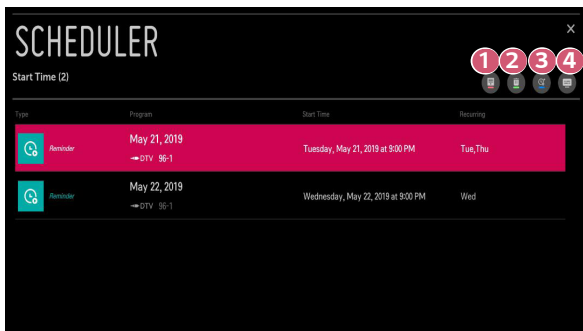 SCHEDULER
X
Start Time (2)
1 2 3 4
Type Program Start Time Recurring
Reminder May 21, 2019 Tuesday, May 21, 2019 at 9:00 PM Tue,Thu
DTV 96-1
Reminder May 22, 2019 Wednesday, May 22, 2019 at 9:00 PM Wed
DTV 96-1